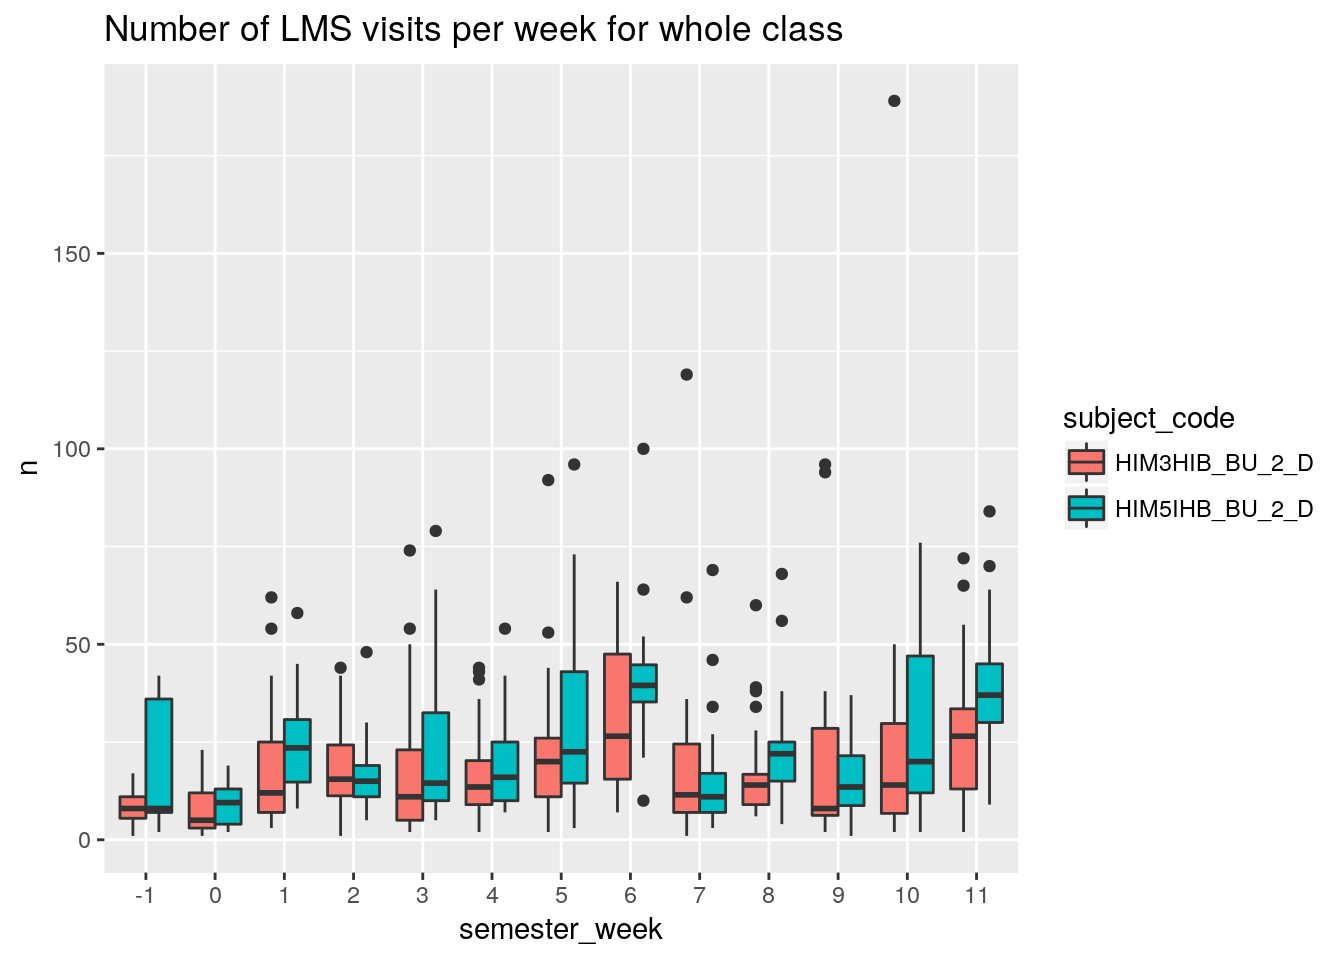 Number of LMS visits per week for whole class
150
100
50
0
n
-1 0 1 2 3 4 5 6 7 8 9 10 11
semester_week
subject_code
HIM3HIB_BU_2_D
HIM5IHB_BU_2_D